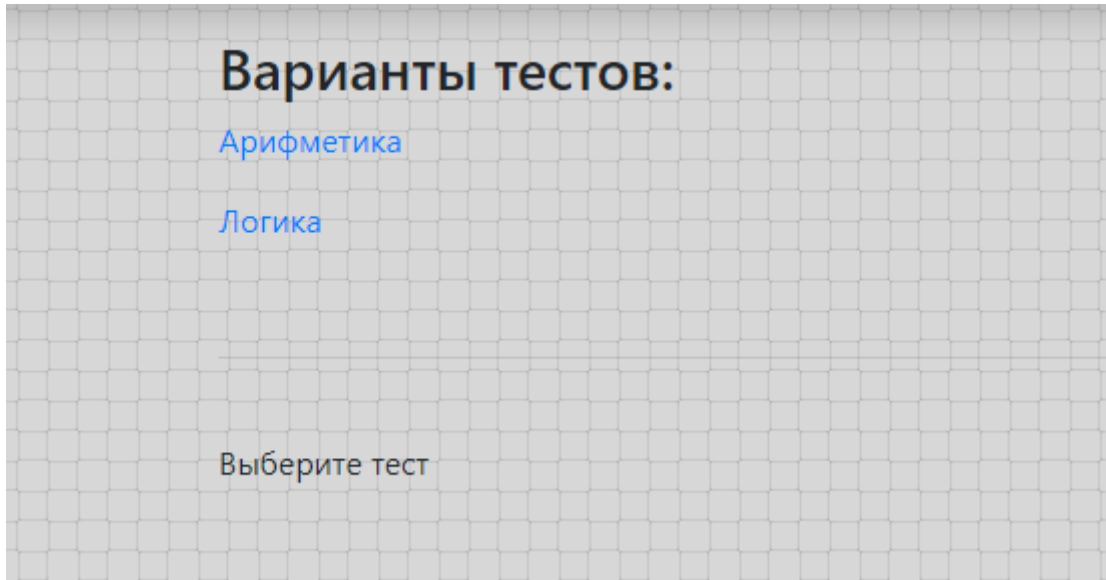 Варианты тестов:
Арифметика
Логика
Выберите тест